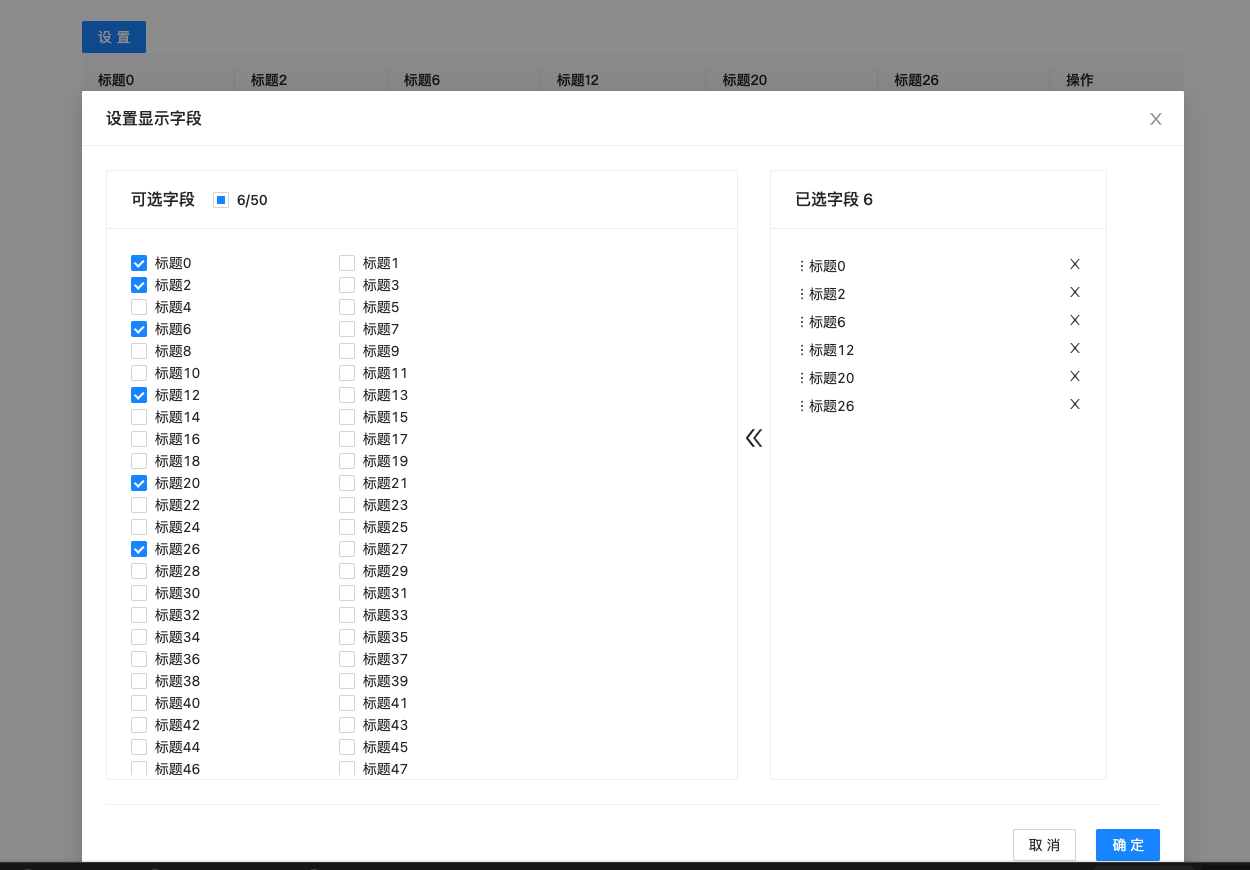 设 置
标题0 标题2 标题6 标题12 标题20 标题26 操作
设置显示字段 X
可选字段 6/50
标题0 标题1
标题2 标题3
标题4 标题5
标题6 标题7
标题8 标题9
标题10 标题11
标题12 标题13
标题14 标题15
标题16 标题17
标题18 标题19
标题20 标题21
标题22 标题23
标题24 标题25
标题26 标题27
标题28 标题29
标题30 标题31
标题32 标题33
标题34 标题35
标题36 标题37
标题38 标题39
标题40 标题41
标题42 标题43
标题44 标题45
标题46 标题47
«
已选字段 6
⋮标题0 X
⋮标题2 X
⋮标题6 X
⋮标题12 X
⋮标题20 X
⋮标题26 X
取 消 确 定